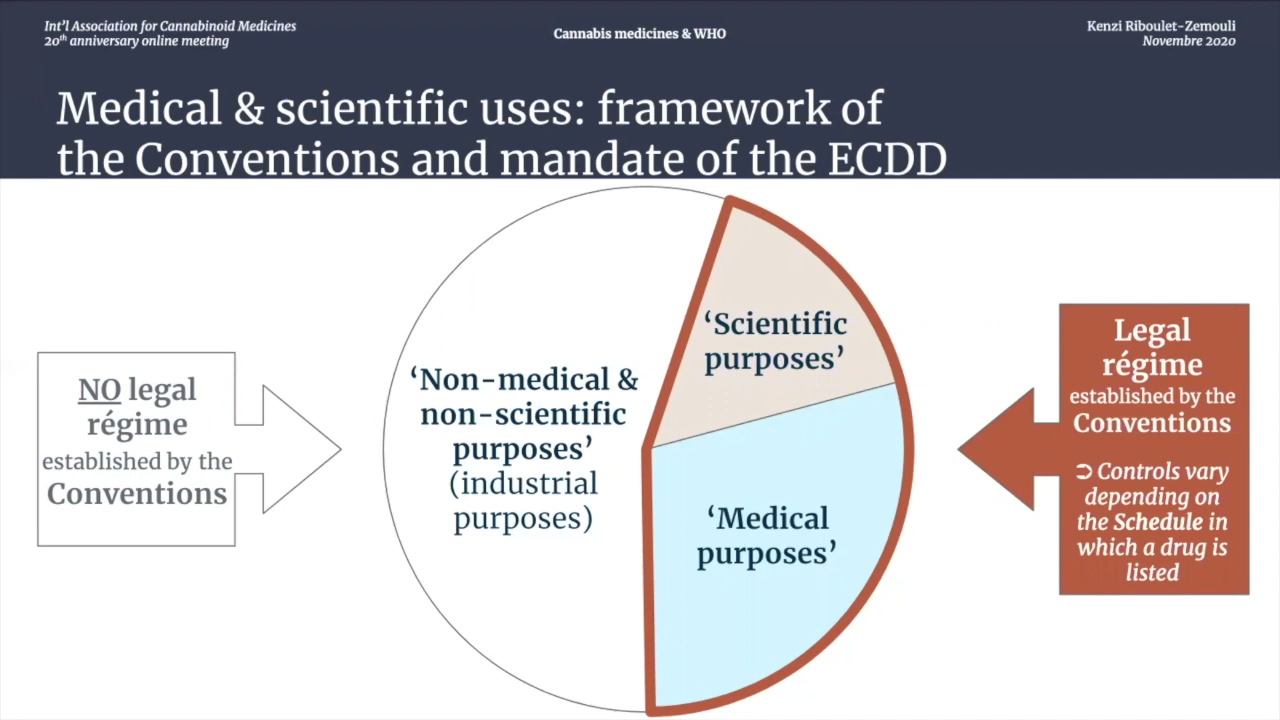 Int'l Association for Cannabinoid Medicines
20th anniversary online meeting
Cannabis medicines & WHO
Kenzi Riboulet-Zemouli
Novembre 2020
Medical & scientific uses: framework of
the Conventions and mandate of the ECDD
NO legal
régime
established by the
Conventions
‘Non-medical &
non-scientific
purposes’
(industrial
purposes)
‘Scientific
purposes’
‘Medical
purposes’
Legal
régime
established by the
Conventions
➲ Controls vary
depending on
the Schedule in
which a drug is
listed